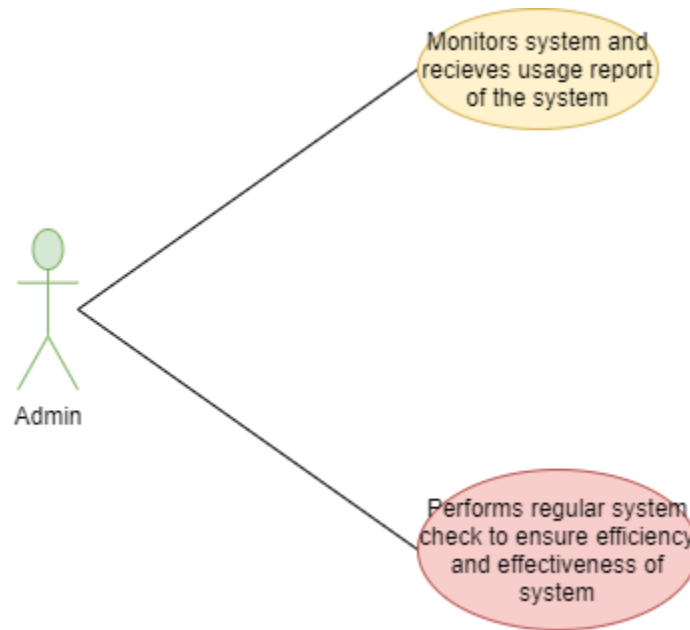 Monitors system and
recieves usage report
of the system
Admin
Performs regular system
check to ensure efficiency
and effectiveness of
system